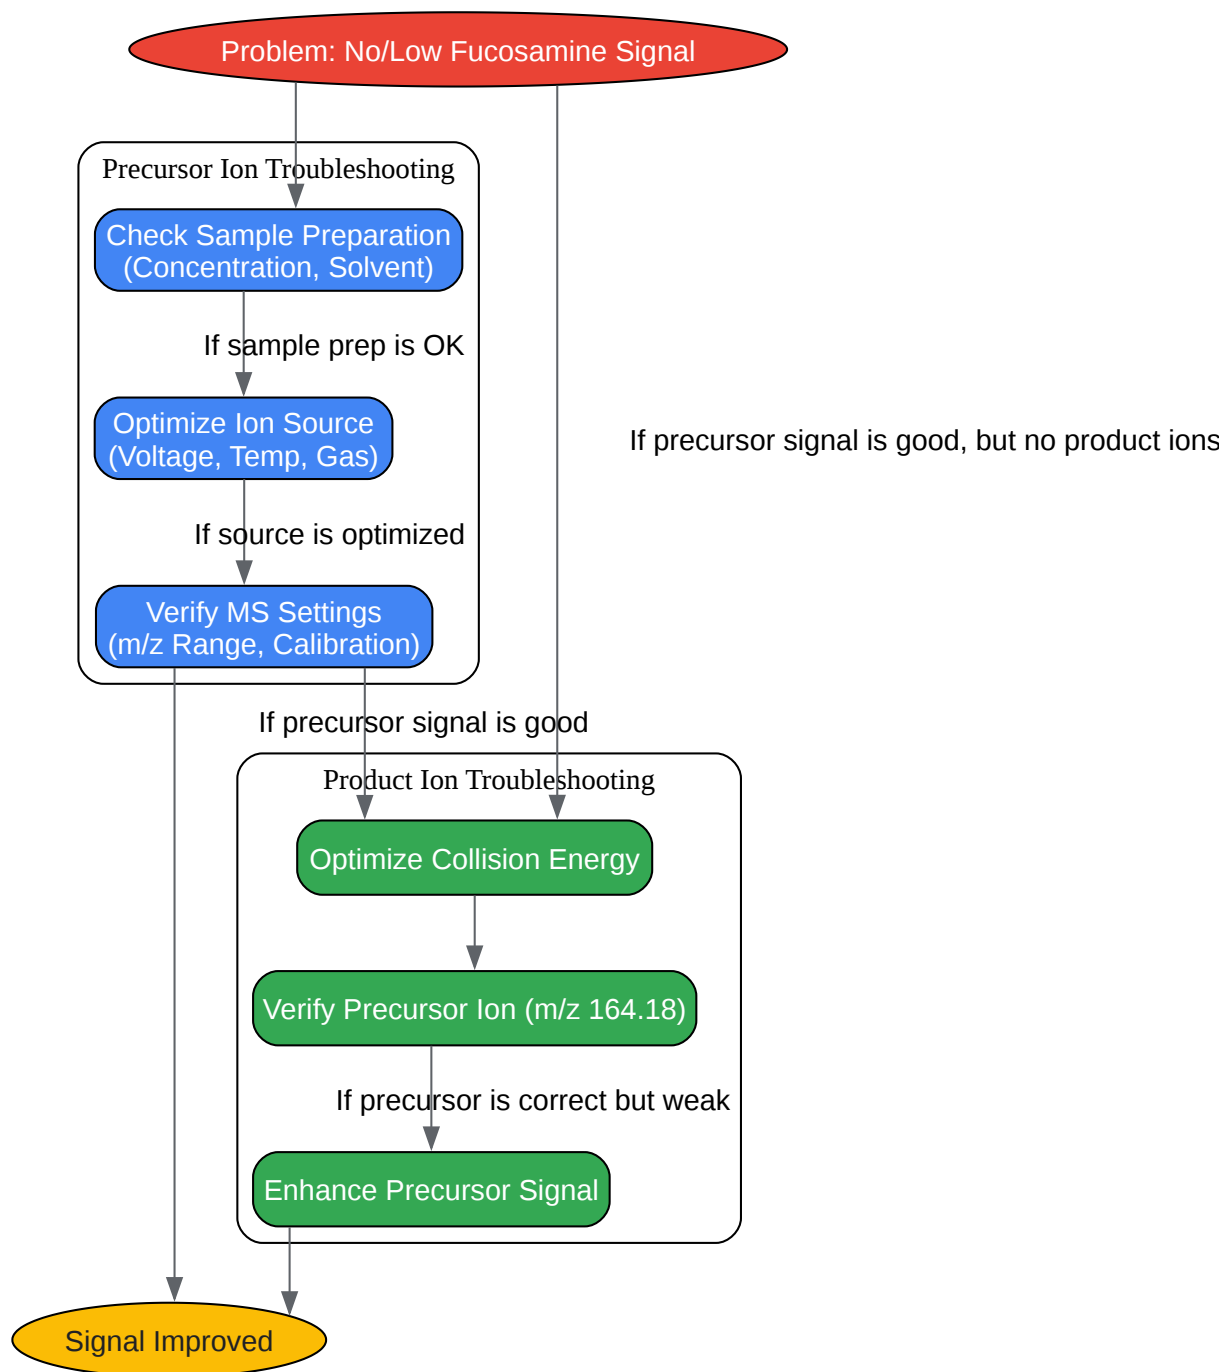 Problem: No/Low Fucosamine Signal
Precursor Ion Troubleshooting
Check Sample Preparation
(Concentration, Solvent)
If sample prep is OK
Optimize Ion Source
(Voltage, Temp, Gas)
If precursor signal is good, but no product ions
If source is optimized
Verify MS Settings
(m/z Range, Calibration)
If precursor signal is good
Product Ion Troubleshooting
Optimize Collision Energy
Verify Precursor Ion (m/z 164.18)
If precursor is correct but weak
Enhance Precursor Signal
Signal Improved